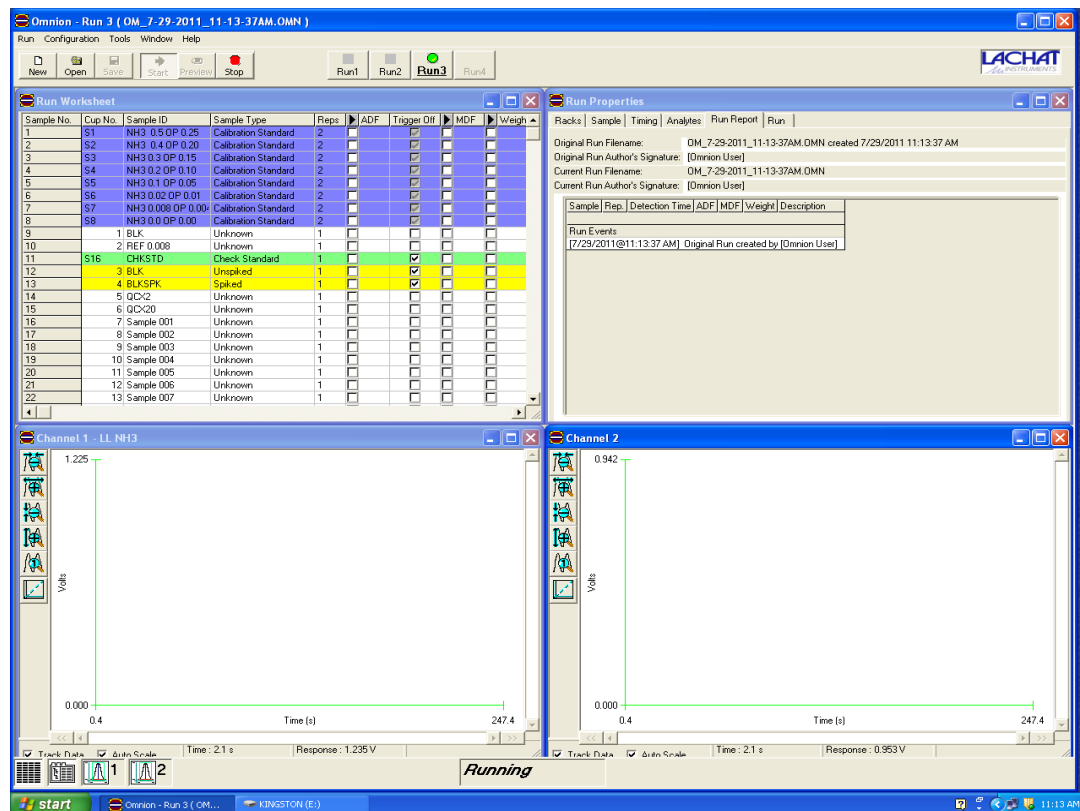 Omnion - Run 3 ( OM_7-29-2011_11-13-37AM.OMN )
Run Configuration Tools Window Help
New Open Save Start Preview Stop Run1 Run2 Run3 Run4
LACHAT
INSTRUMENTS
Run Worksheet
Sample No. Cup No. Sample ID Sample Type Reps ADF Trigger Off MDF Weigh
1 S1 NH3 0.5 OP 0.25 Calibration Standard 2
2 S2 NH3 0.4 OP 0.20 Calibration Standard 2
3 S3 NH3 0.3 OP 0.15 Calibration Standard 2
4 S4 NH3 0.2 OP 0.10 Calibration Standard 2
5 S5 NH3 0.1 OP 0.05 Calibration Standard 2
6 S6 NH3 0.02 OP 0.01 Calibration Standard 2
7 S7 NH3 0.008 OP 0.004 Calibration Standard 2
8 S8 NH3 0.0 OP 0.00 Calibration Standard 2
9 1 BLK Unknown 1
10 2 REF 0.008 Unknown 1
11 S16 CHKSTD Check Standard 1
12 3 BLK Unspiked 1
13 4 BLKSPK Spiked 1
14 5 QCX2 Unknown 1
15 6 QCX20 Unknown 1
16 7 Sample 001 Unknown 1
17 8 Sample 002 Unknown 1
18 9 Sample 003 Unknown 1
19 10 Sample 004 Unknown 1
20 11 Sample 005 Unknown 1
21 12 Sample 006 Unknown 1
22 13 Sample 007 Unknown 1
Run Properties
Racks Sample Timing Analytes Run Report Run
Original Run Filename: OM_7-29-2011_11-13-37AM.OMN created 7/29/2011 11:13:37 AM
Original Run Author's Signature: [Omnion User]
Current Run Filename: OM_7-29-2011_11-13-37AM.OMN
Current Run Author's Signature: [Omnion User]
Sample Rep. Detection Time ADF MDF Weight Description
Run Events
[7/29/2011@11:13:37 AM] Original Run created by [Omnion User]
Channel 1 - LL NH3
1.225
Volts
0.000
0.4 Time (s) 247.4
<< >>
Track Data Auto Scale Time : 2.1 s Response : 1.235 V
Channel 2
0.942
Volts
0.000
0.4 Time (s) 247.4
<< >>
Track Data Auto Scale Time : 2.1 s Response : 0.953 V
1 2 Running
start Omnion - Run 3 ( OM... KINGSTON (E:) 11:13 AM